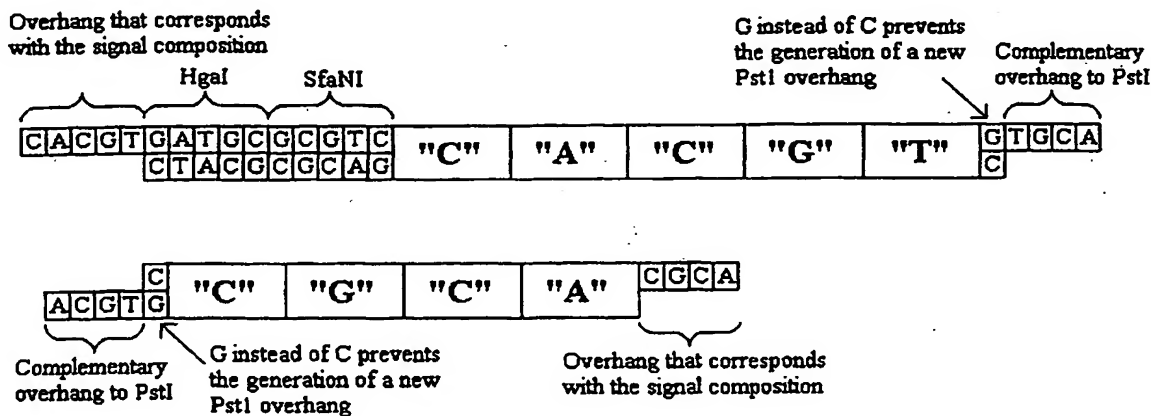 Overhang that corresponds
with the signal composition
HgaI
SfaNI
G instead of C prevents
the generation of a new
Pst1 overhang
Complementary
overhang to PstI
CACGTGATGCGCGTC "C" "A" "C" "G" "T" GTGCA
CTACGCGCAG C
C "C" "G" "C" "A" CGCA
ACGTG
Complementary
overhang to PstI
G instead of C prevents
the generation of a new
Pst1 overhang
Overhang that corresponds
with the signal composition